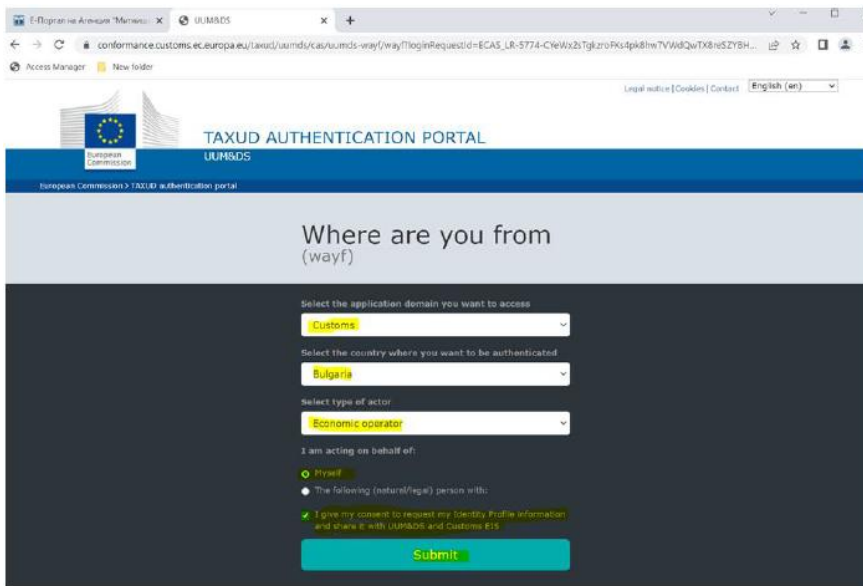 Е-Портал на Агенция "Митници
UUM&DS
conformance.customs.ec.europa.eu/taxud/uumds/cas/uumds-wayf/wayf?loginRequestId=ECAS_LR-5774-
Access Manager
New folder
Legal notice | Cookies | Contact
English (en)
European
Commission
TAXUD AUTHENTICATION PORTAL
UUM&DS
European Commission > TAXUD authentication portal
Where are you from
(wayf)
Select the application domain you want to access
Customs
Select the country where you want to be authenticated
Bulgaria
Select type of actor
Economic operator
I am acting on behalf of:
Myself
The following (natural/legal) person with:
I give my consent to request my Identity Profile information
and share it with UUM&DS and Customs EIS
Submit